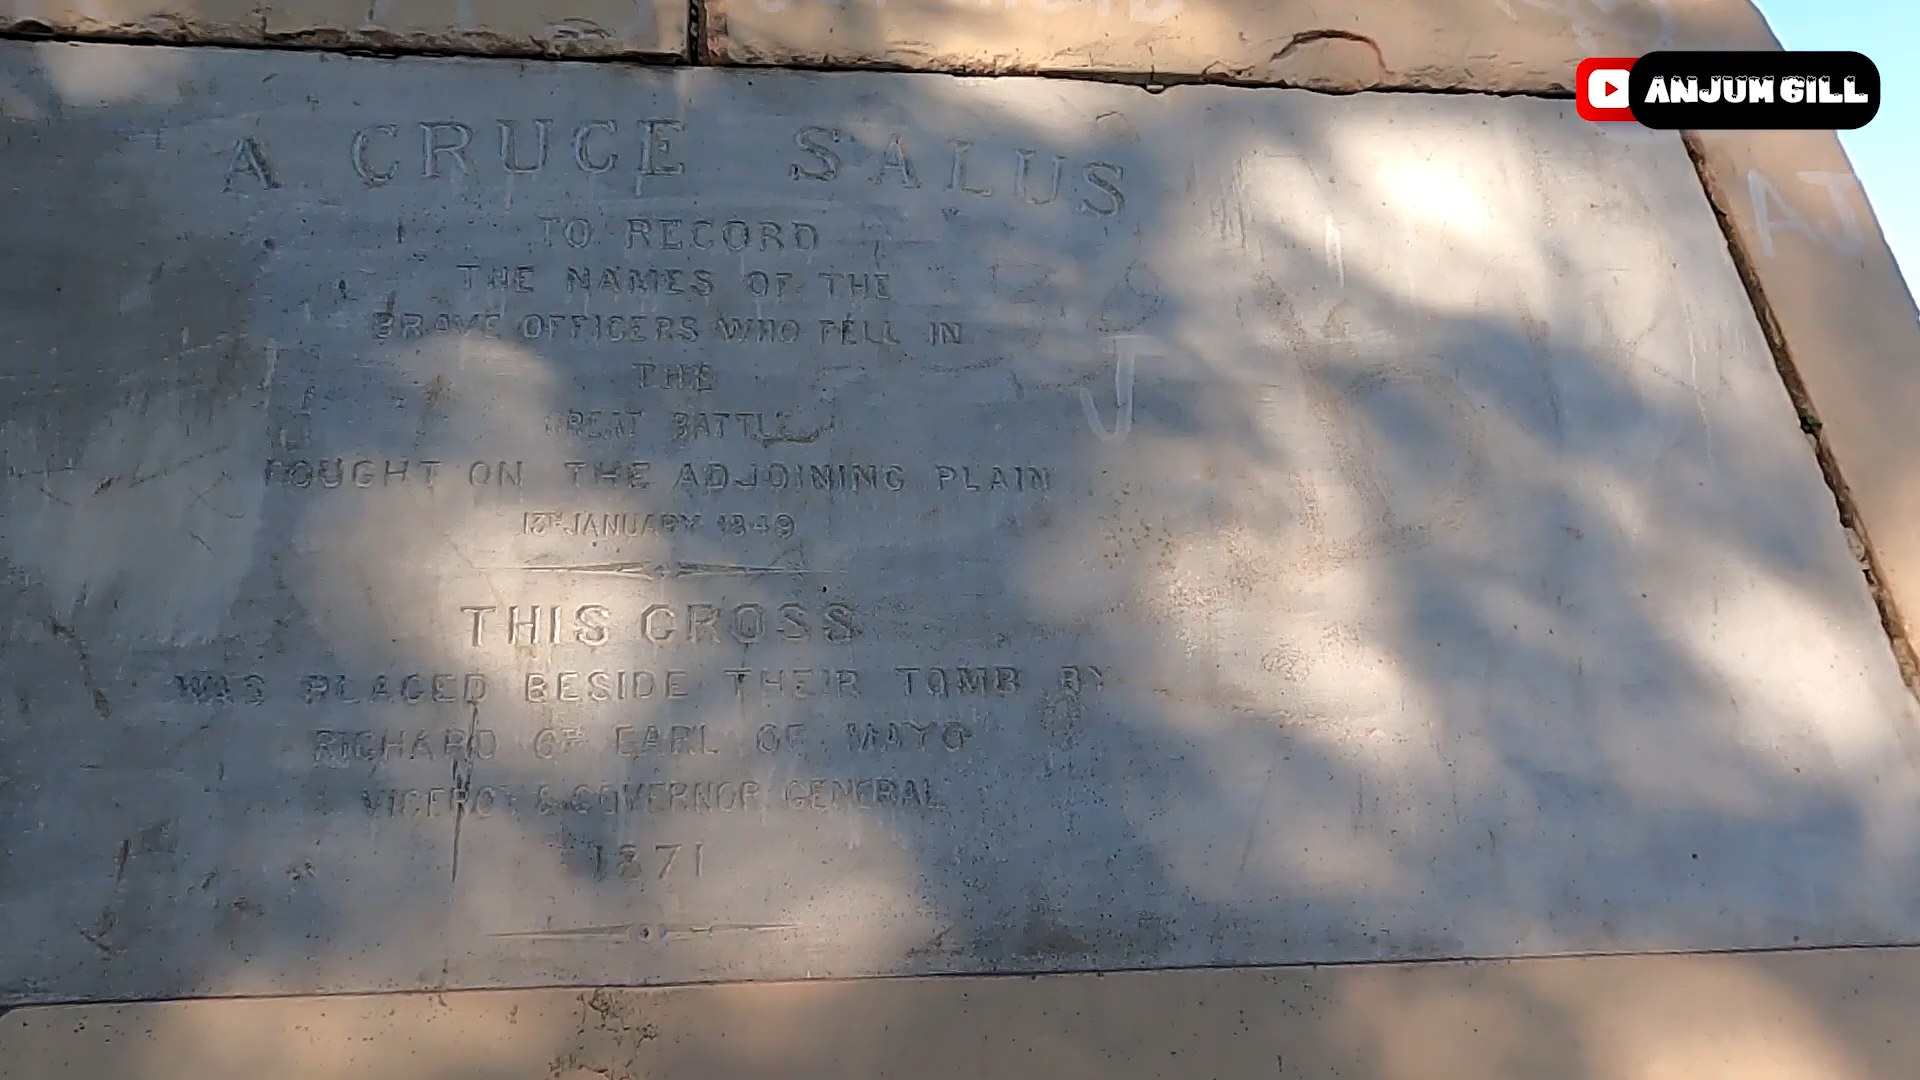 ANJUM GILL
A CRUCE SALUS
TO RECORD
THE NAMES OF THE
BRAVE OFFICERS WHO FELL IN
THE
GREAT BATTLE
FOUGHT ON THE ADJOINING PLAIN
13TH JANUARY 1849
THIS CROSS
WAS PLACED BESIDE THEIR TOMB BY
RICHARD 6TH EARL OF MAYO
VICEROY & GOVERNOR GENERAL
1871
AJ
J